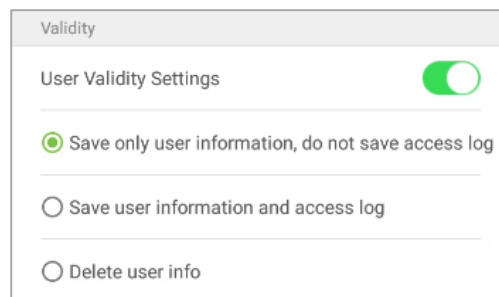 Validity
User Validity Settings
Save only user information, do not save access log
Save user information and access log
Delete user info